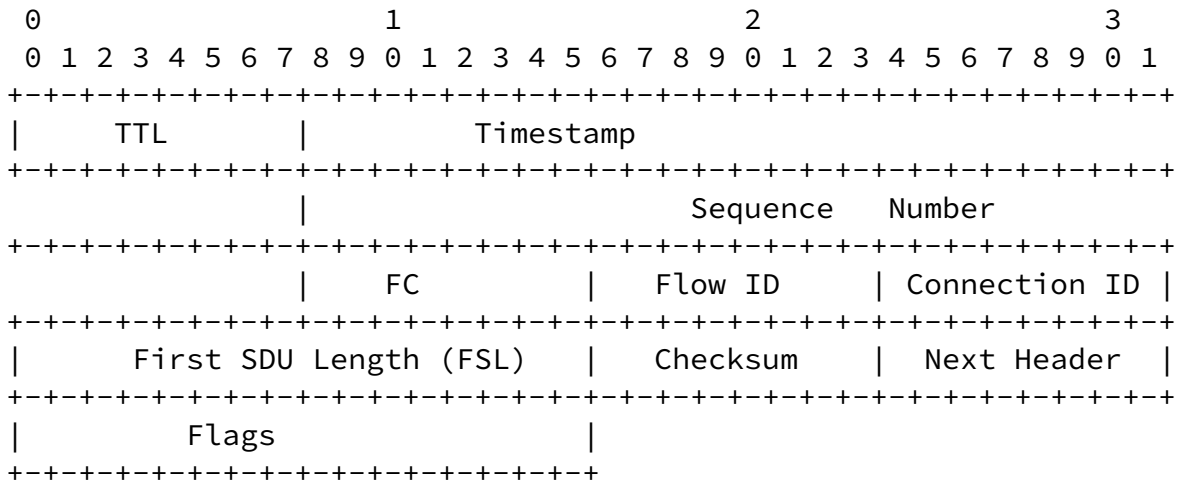 0                   1                   2                   3
 0 1 2 3 4 5 6 7 8 9 0 1 2 3 4 5 6 7 8 9 0 1 2 3 4 5 6 7 8 9 0 1
+-+-+-+-+-+-+-+-+-+-+-+-+-+-+-+-+-+-+-+-+-+-+-+-+-+-+-+-+-+-+-+-+
|     TTL       |         Timestamp
+-+-+-+-+-+-+-+-+-+-+-+-+-+-+-+-+-+-+-+-+-+-+-+-+-+-+-+-+-+-+-+-+
                |                     Sequence   Number
+-+-+-+-+-+-+-+-+-+-+-+-+-+-+-+-+-+-+-+-+-+-+-+-+-+-+-+-+-+-+-+-+
                |    FC         |   Flow ID     | Connection ID |
+-+-+-+-+-+-+-+-+-+-+-+-+-+-+-+-+-+-+-+-+-+-+-+-+-+-+-+-+-+-+-+-+
|      First SDU Length (FSL)   |   Checksum    |  Next Header  |
+-+-+-+-+-+-+-+-+-+-+-+-+-+-+-+-+-+-+-+-+-+-+-+-+-+-+-+-+-+-+-+-+
|         Flags                 |
+-+-+-+-+-+-+-+-+-+-+-+-+-+-+-+-+